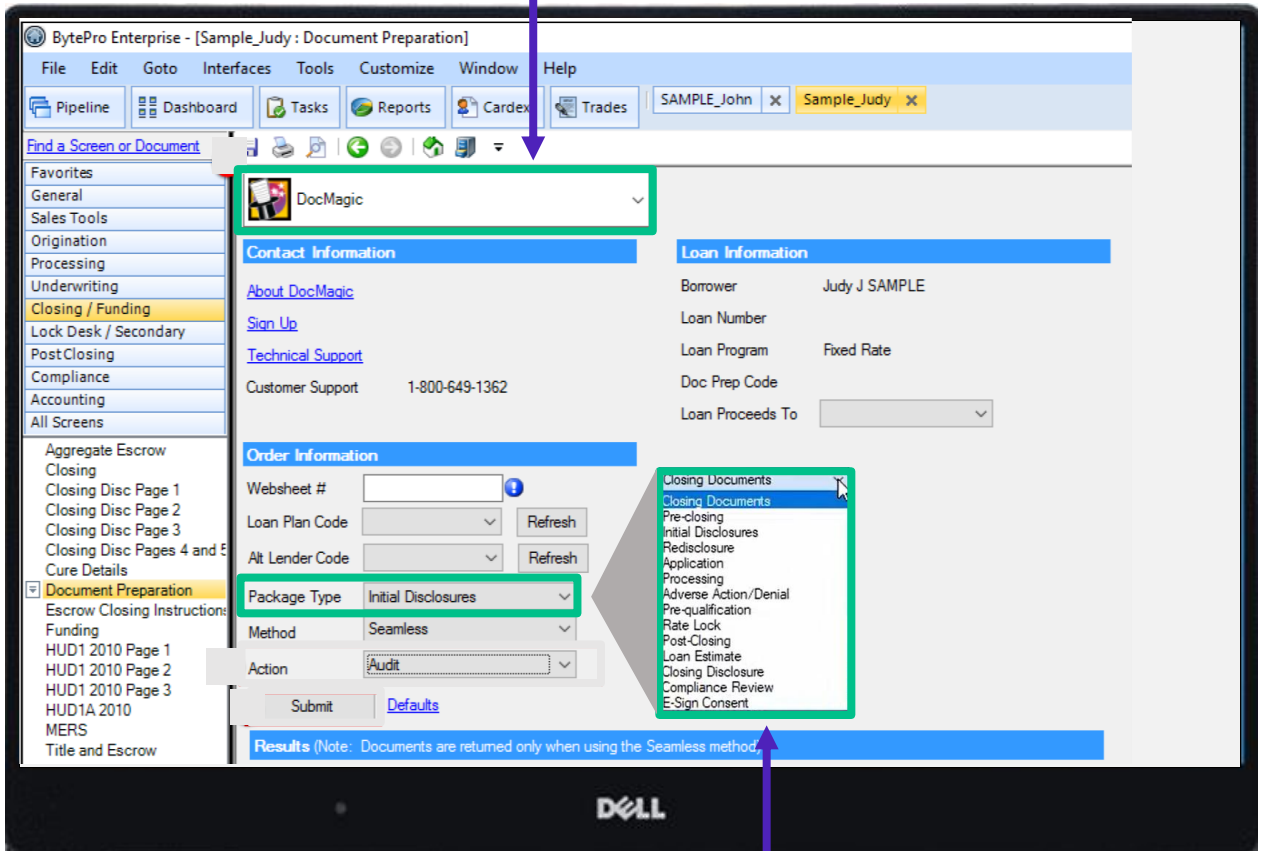 BytePro Enterprise - [Sample_Judy : Document Preparation]
File Edit Goto Interfaces Tools Customize Window Help
Pipeline Dashboard Tasks Reports Cardex Trades SAMPLE_John Sample_Judy
Find a Screen or Document
Favorites
General
Sales Tools
Origination
Processing
Underwriting
Closing / Funding
Lock Desk / Secondary
PostClosing
Compliance
Accounting
All Screens
Aggregate Escrow
Closing
Closing Disc Page 1
Closing Disc Page 2
Closing Disc Page 3
Closing Disc Pages 4 and 5
Cure Details
Document Preparation
Escrow Closing Instructions
Funding
HUD1 2010 Page 1
HUD1 2010 Page 2
HUD1 2010 Page 3
HUD1A 2010
MERS
Title and Escrow
DocMagic
Contact Information
About DocMagic
Sign Up
Technical Support
Customer Support 1-800-649-1362
Loan Information
Borrower Judy J SAMPLE
Loan Number
Loan Program Fixed Rate
Doc Prep Code
Loan Proceeds To
Order Information
Websheet #
Loan Plan Code Refresh
Alt Lender Code Refresh
Package Type Initial Disclosures
Method Seamless
Action Audit
Submit Defaults
Closing Documents
Closing Documents
Pre-closing
Initial Disclosures
Redisclosure
Application
Processing
Adverse Action/Denial
Pre-qualification
Rate Lock
Post-Closing
Loan Estimate
Closing Disclosure
Compliance Review
E-Sign Consent
Results (Note: Documents are returned only when using the Seamless method)
DELL